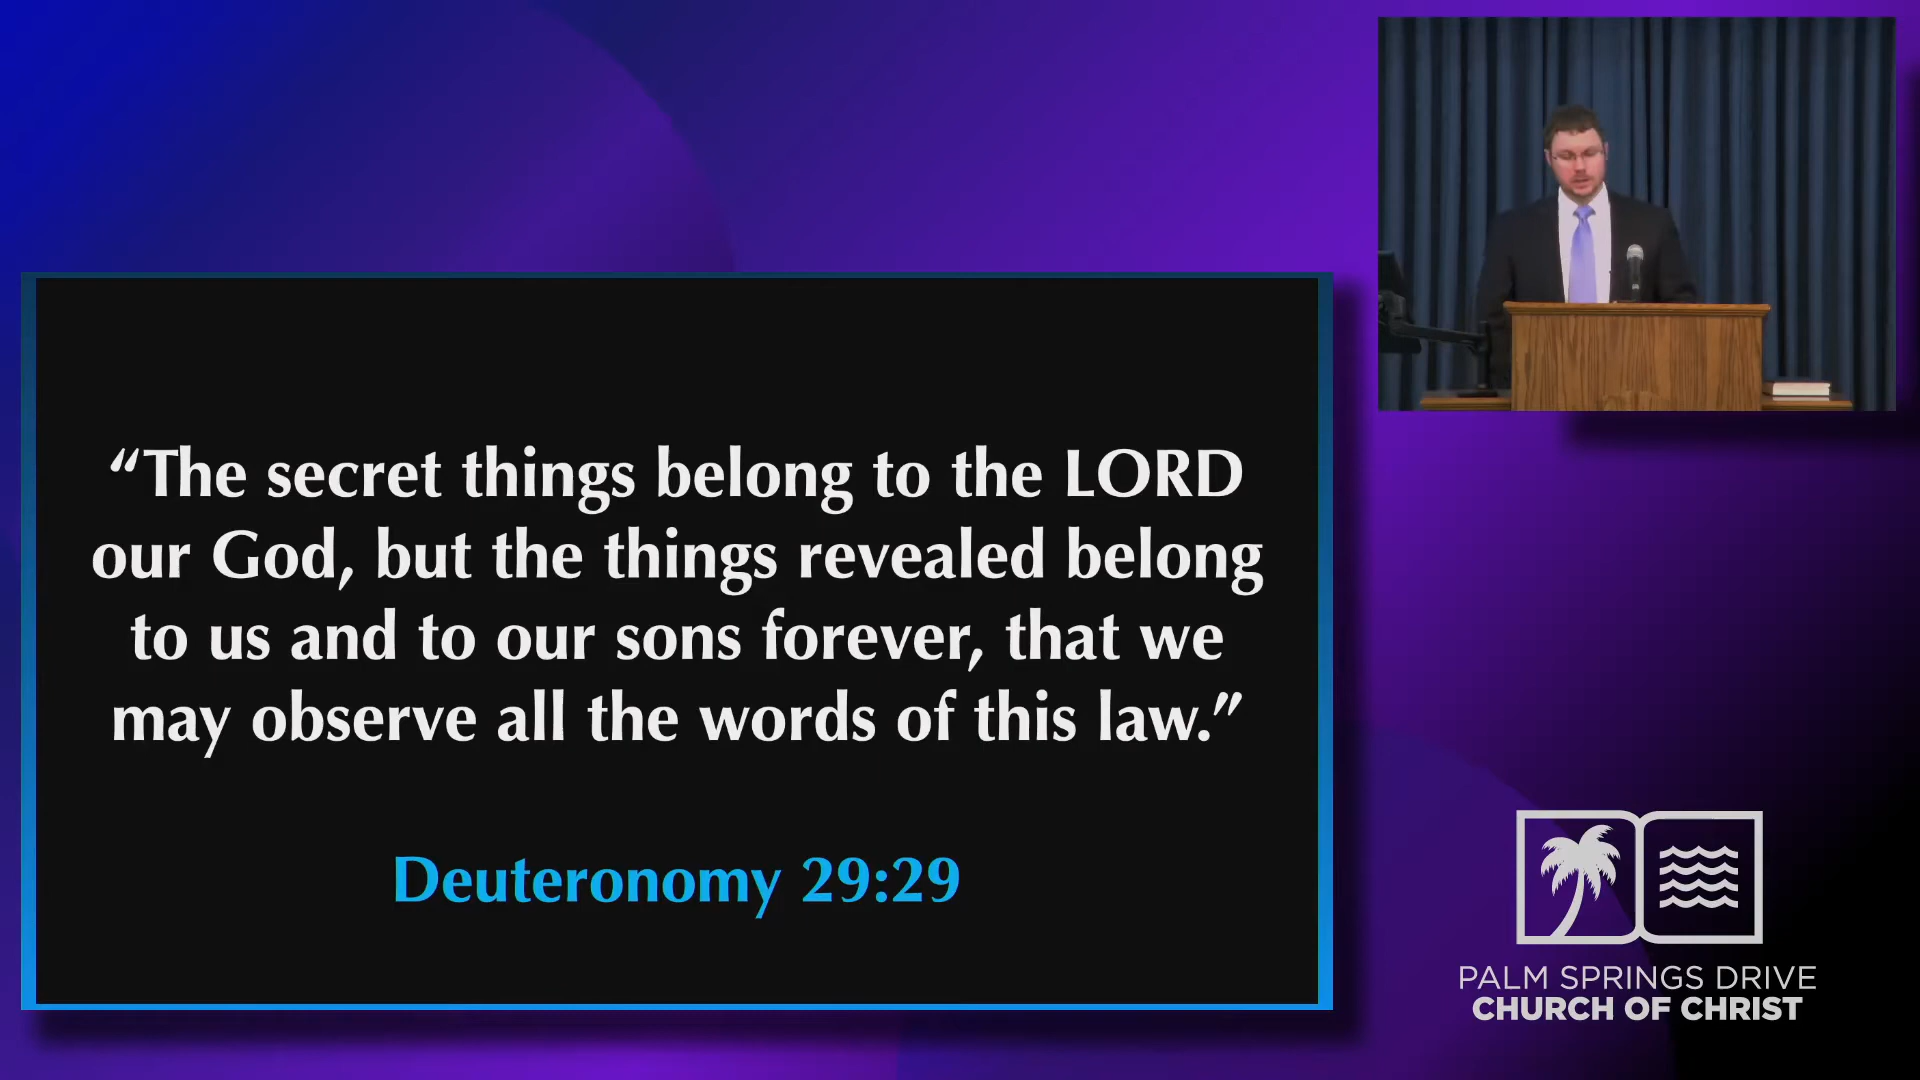 “The secret things belong to the LORD
our God, but the things revealed belong
to us and to our sons forever, that we
may observe all the words of this law.”
Deuteronomy 29:29
PALM SPRINGS DRIVE
CHURCH OF CHRIST